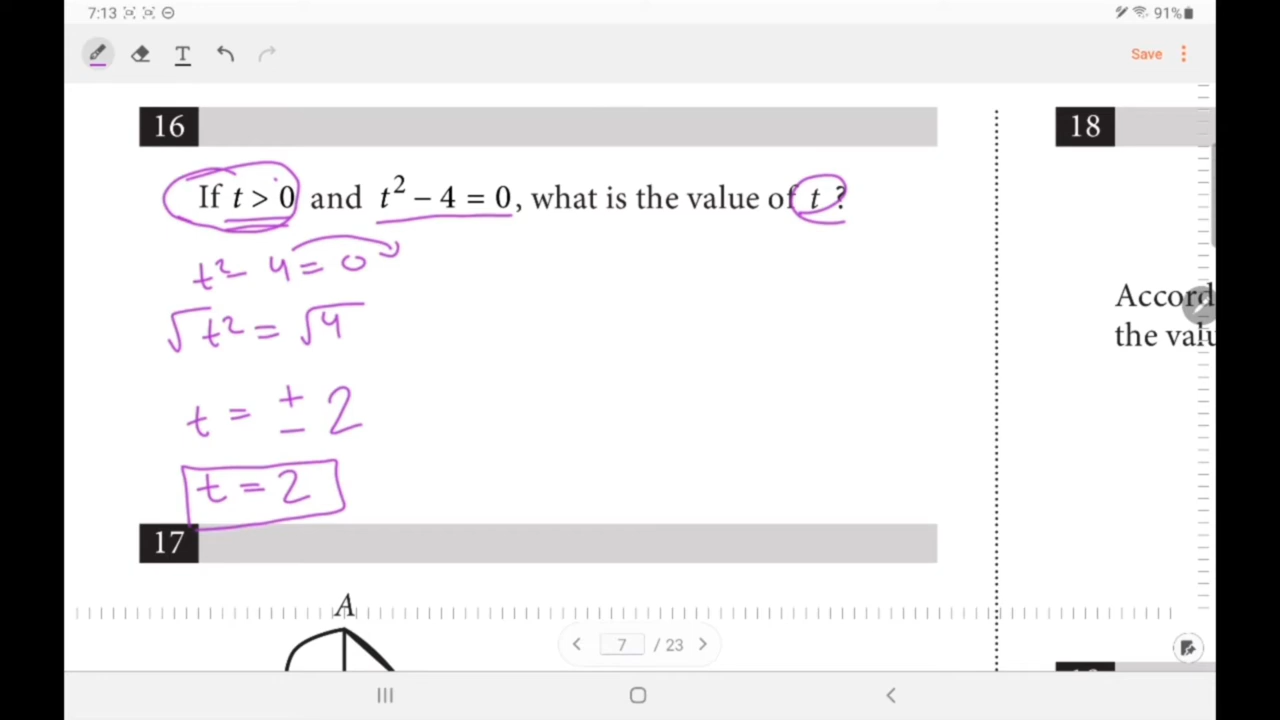 7:13
91%
Save
16
If t > 0 and t² – 4 = 0, what is the value of t ?
t² – 4 = 0
√t² = √4
t = ± 2
t = 2
17
A
18
Accord
the valu
7 / 23